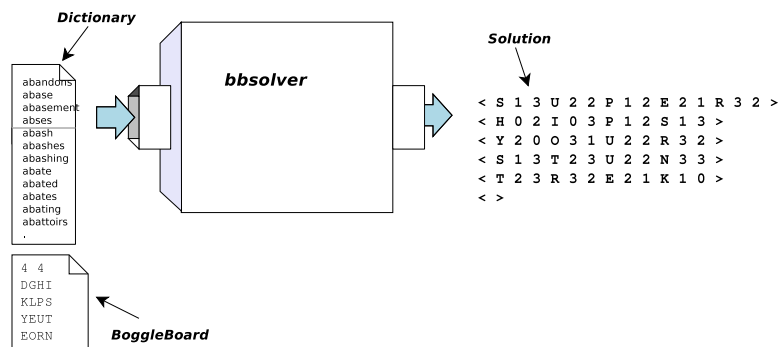 Dictionary
abandons
abase
abasement
abses
abash
abashes
abashing
abate
abated
abates
abating
abattoirs
.
bbsolver
Solution
< S 1 3 U 2 2 P 1 2 E 2 1 R 3 2 >
< H 0 2 I 0 3 P 1 2 S 1 3 >
< Y 2 0 O 3 1 U 2 2 R 3 2 >
< S 1 3 T 2 3 U 2 2 N 3 3 >
< T 2 3 R 3 2 E 2 1 K 1 0 >
< >
4 4
DGHI
KLPS
YEUT
EORN
BoggleBoard